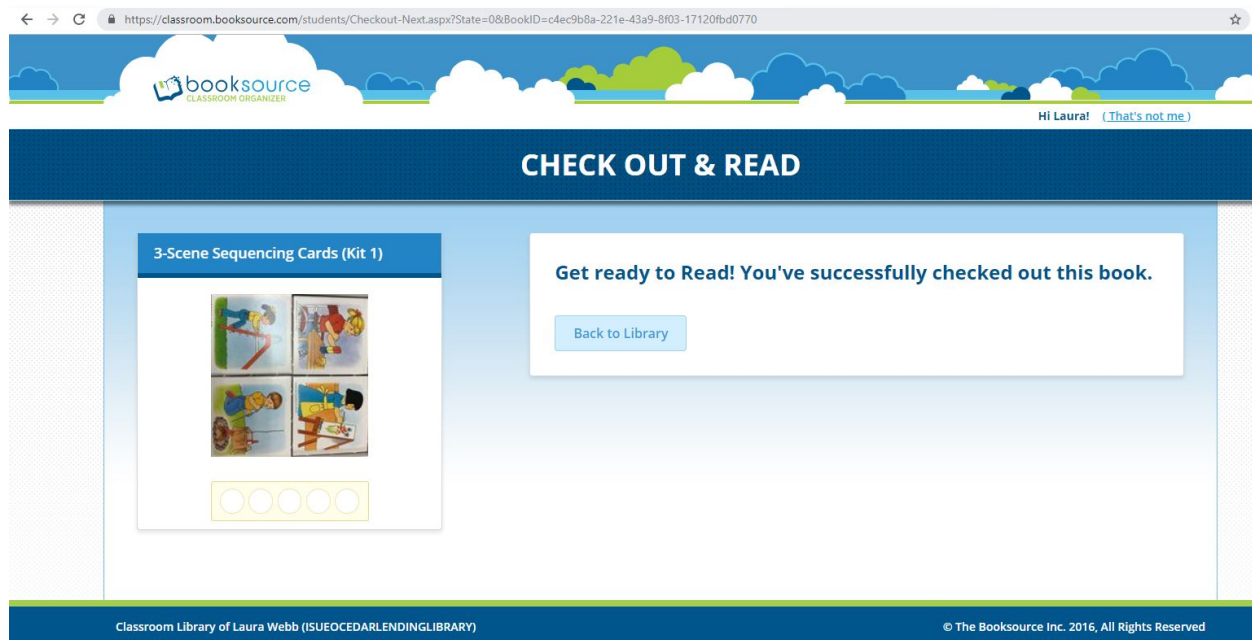 https://classroom.booksource.com/students/Checkout-Next.aspx?State=0&BookID=c4ec9b8a-221e-43a9-8f03-17120fbd0770
booksource
CLASSROOM ORGANIZER
Hi Laura! (That's not me)
CHECK OUT & READ
3-Scene Sequencing Cards (Kit 1)
Get ready to Read! You've successfully checked out this book.
Back to Library
Classroom Library of Laura Webb (ISUEOCEDARLENDINGLIBRARY)
© The Booksource Inc. 2016, All Rights Reserved